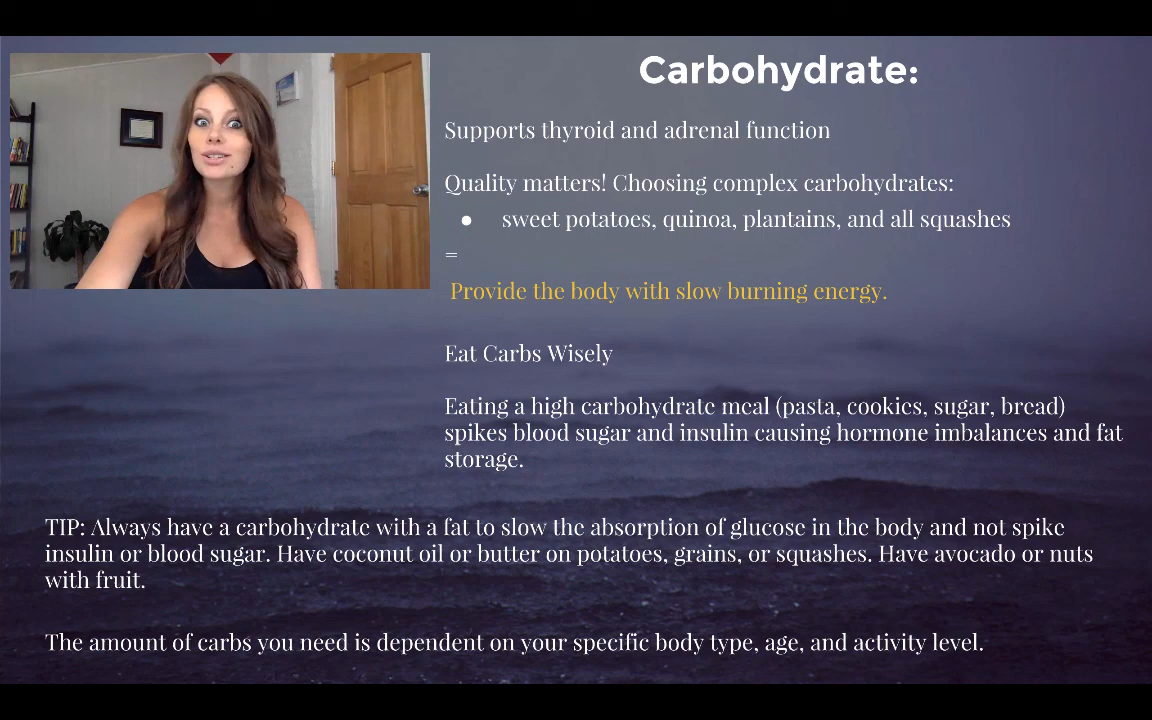 Carbohydrate:
Supports thyroid and adrenal function
Quality matters! Choosing complex carbohydrates:
● sweet potatoes, quinoa, plantains, and all squashes
=
Provide the body with slow burning energy.
Eat Carbs Wisely
Eating a high carbohydrate meal (pasta, cookies, sugar, bread)
spikes blood sugar and insulin causing hormone imbalances and fat
storage.
TIP: Always have a carbohydrate with a fat to slow the absorption of glucose in the body and not spike
insulin or blood sugar. Have coconut oil or butter on potatoes, grains, or squashes. Have avocado or nuts
with fruit.
The amount of carbs you need is dependent on your specific body type, age, and activity level.